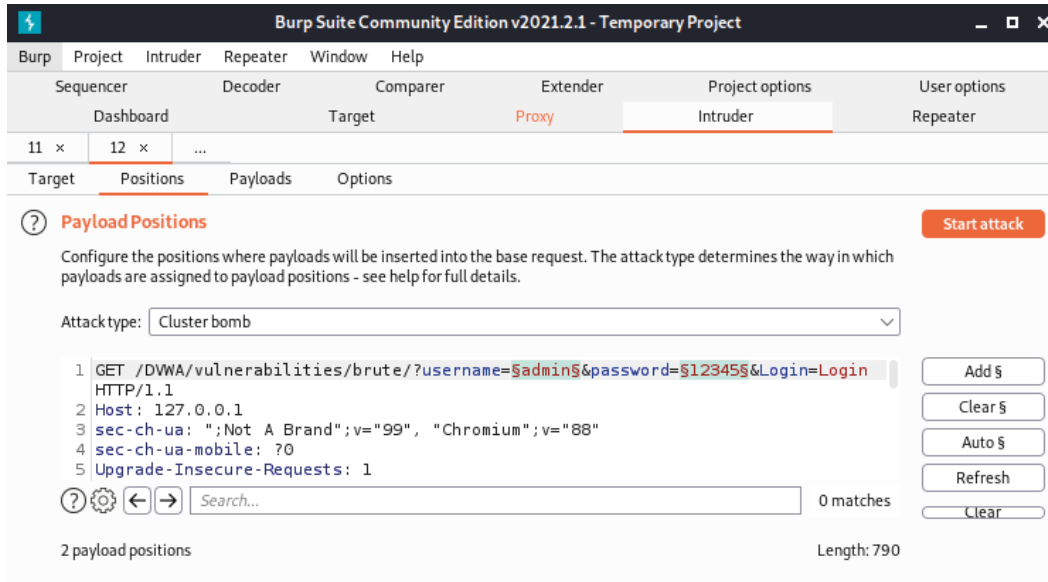 Burp Suite Community Edition v2021.2.1 - Temporary Project
Burp Project Intruder Repeater Window Help
Sequencer Decoder Comparer Extender Project options User options
Dashboard Target Proxy Intruder Repeater
11 × 12 × ...
Target Positions Payloads Options
? Payload Positions
Start attack
Configure the positions where payloads will be inserted into the base request. The attack type determines the way in which
payloads are assigned to payload positions - see help for full details.
Attack type: Cluster bomb
1 GET /DVWA/vulnerabilities/brute/?username=§admin§&password=§12345§&Login=Login
HTTP/1.1
2 Host: 127.0.0.1
3 sec-ch-ua: ";Not A Brand";v="99", "Chromium";v="88"
4 sec-ch-ua-mobile: ?0
5 Upgrade-Insecure-Requests: 1
Add §
Clear §
Auto §
Refresh
Clear
? Search... 0 matches
2 payload positions Length: 790